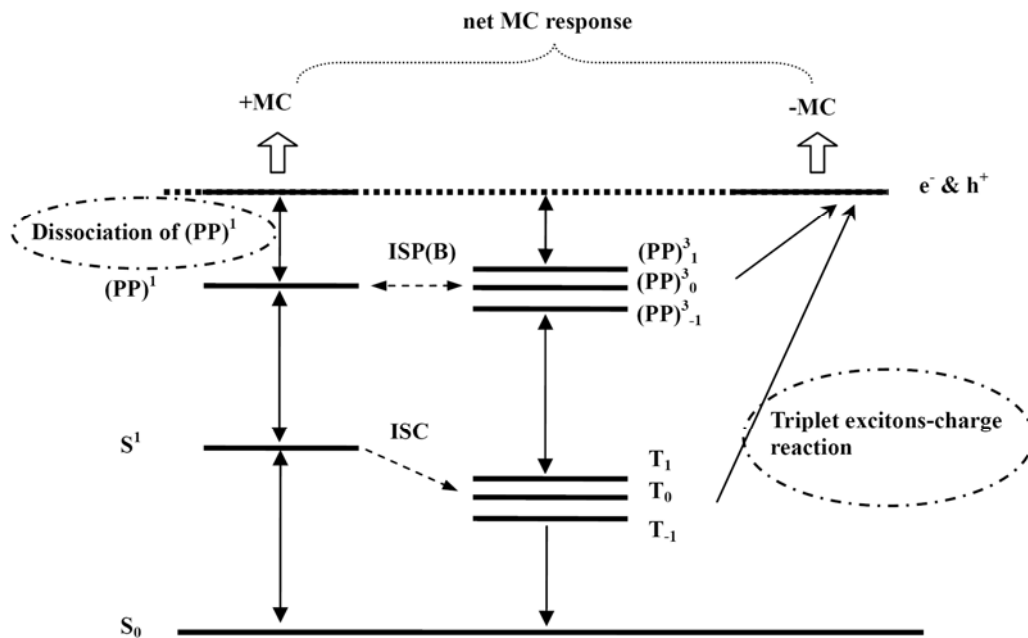 net MC response
+MC
-MC
e⁻ & h⁺
Dissociation of (PP)¹
ISP(B)
(PP)³₁
(PP)¹
(PP)³₀
(PP)³₋₁
Triplet excitons-charge
reaction
S¹
ISC
T₁
T₀
T₋₁
S₀